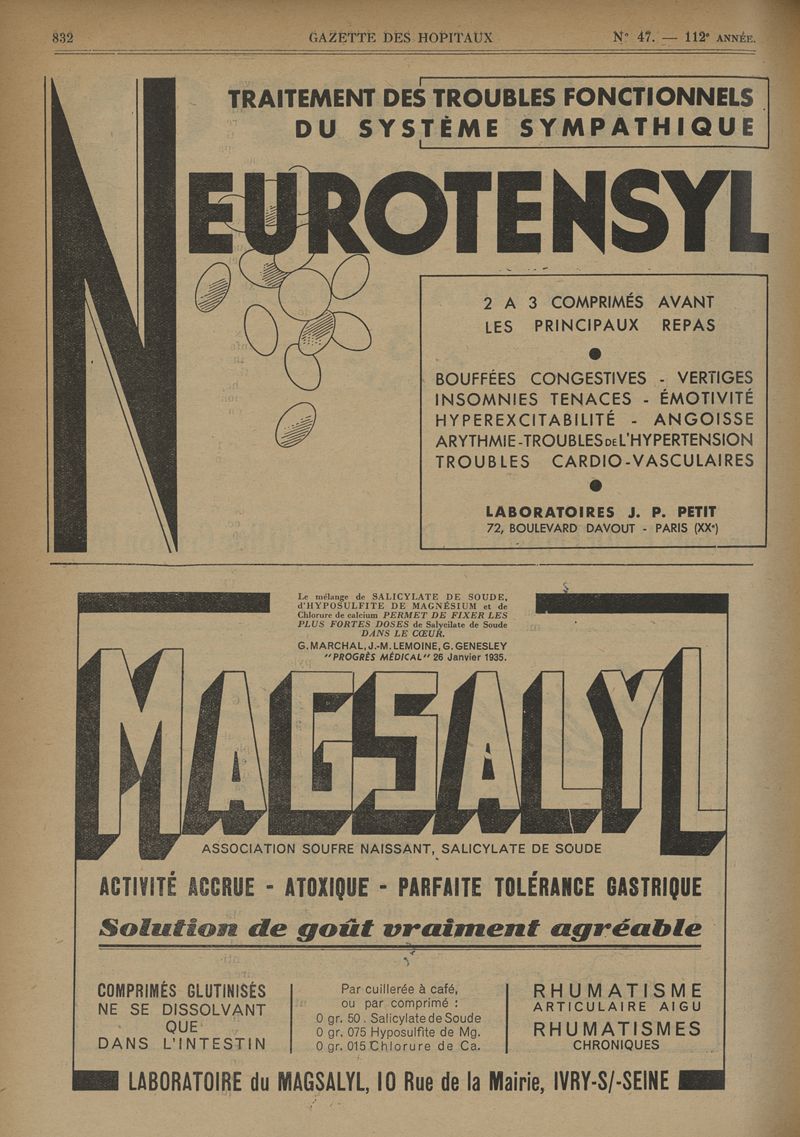 832
GAZETTE DES HOPITAUX
N° 47. — 112e ANNÉE.
TRAITEMENT DES TROUBLES FONCTIONNELS
DU SYSTÈME SYMPATHIQUE
NEUROTENSYL
2 A 3 COMPRIMÉS AVANT
LES PRINCIPAUX REPAS
BOUFFÉES CONGESTIVES - VERTIGES
INSOMNIES TENACES - ÉMOTIVITÉ
HYPEREXCITABILITÉ - ANGOISSE
ARYTHMIE-TROUBLES DE L'HYPERTENSION
TROUBLES CARDIO-VASCULAIRES
LABORATOIRES J. P. PETIT
72, BOULEVARD DAVOUT - PARIS (XXe)
Le mélange de SALICYLATE DE SOUDE,
d'HYPOSULFITE DE MAGNÉSIUM et de
Chlorure de calcium PERMET DE FIXER LES
PLUS FORTES DOSES de Salycilate de Soude
DANS LE CŒUR.
G. MARCHAL, J.-M. LEMOINE, G. GENESLEY
"PROGRÈS MÉDICAL" 26 Janvier 1935.
MAGSALYL
ASSOCIATION SOUFRE NAISSANT, SALICYLATE DE SOUDE
ACTIVITÉ ACCRUE - ATOXIQUE - PARFAITE TOLÉRANCE GASTRIQUE
Solution de goût vraiment agréable
COMPRIMÉS GLUTINISÉS
NE SE DISSOLVANT
QUE
DANS L'INTESTIN
Par cuillerée à café,
ou par comprimé :
0 gr. 50. Salicylate de Soude
0 gr. 075 Hyposulfite de Mg.
0 gr. 015 Chlorure de Ca.
RHUMATISME
ARTICULAIRE AIGU
RHUMATISMES
CHRONIQUES
LABORATOIRE du MAGSALYL, 10 Rue de la Mairie, IVRY-S/-SEINE